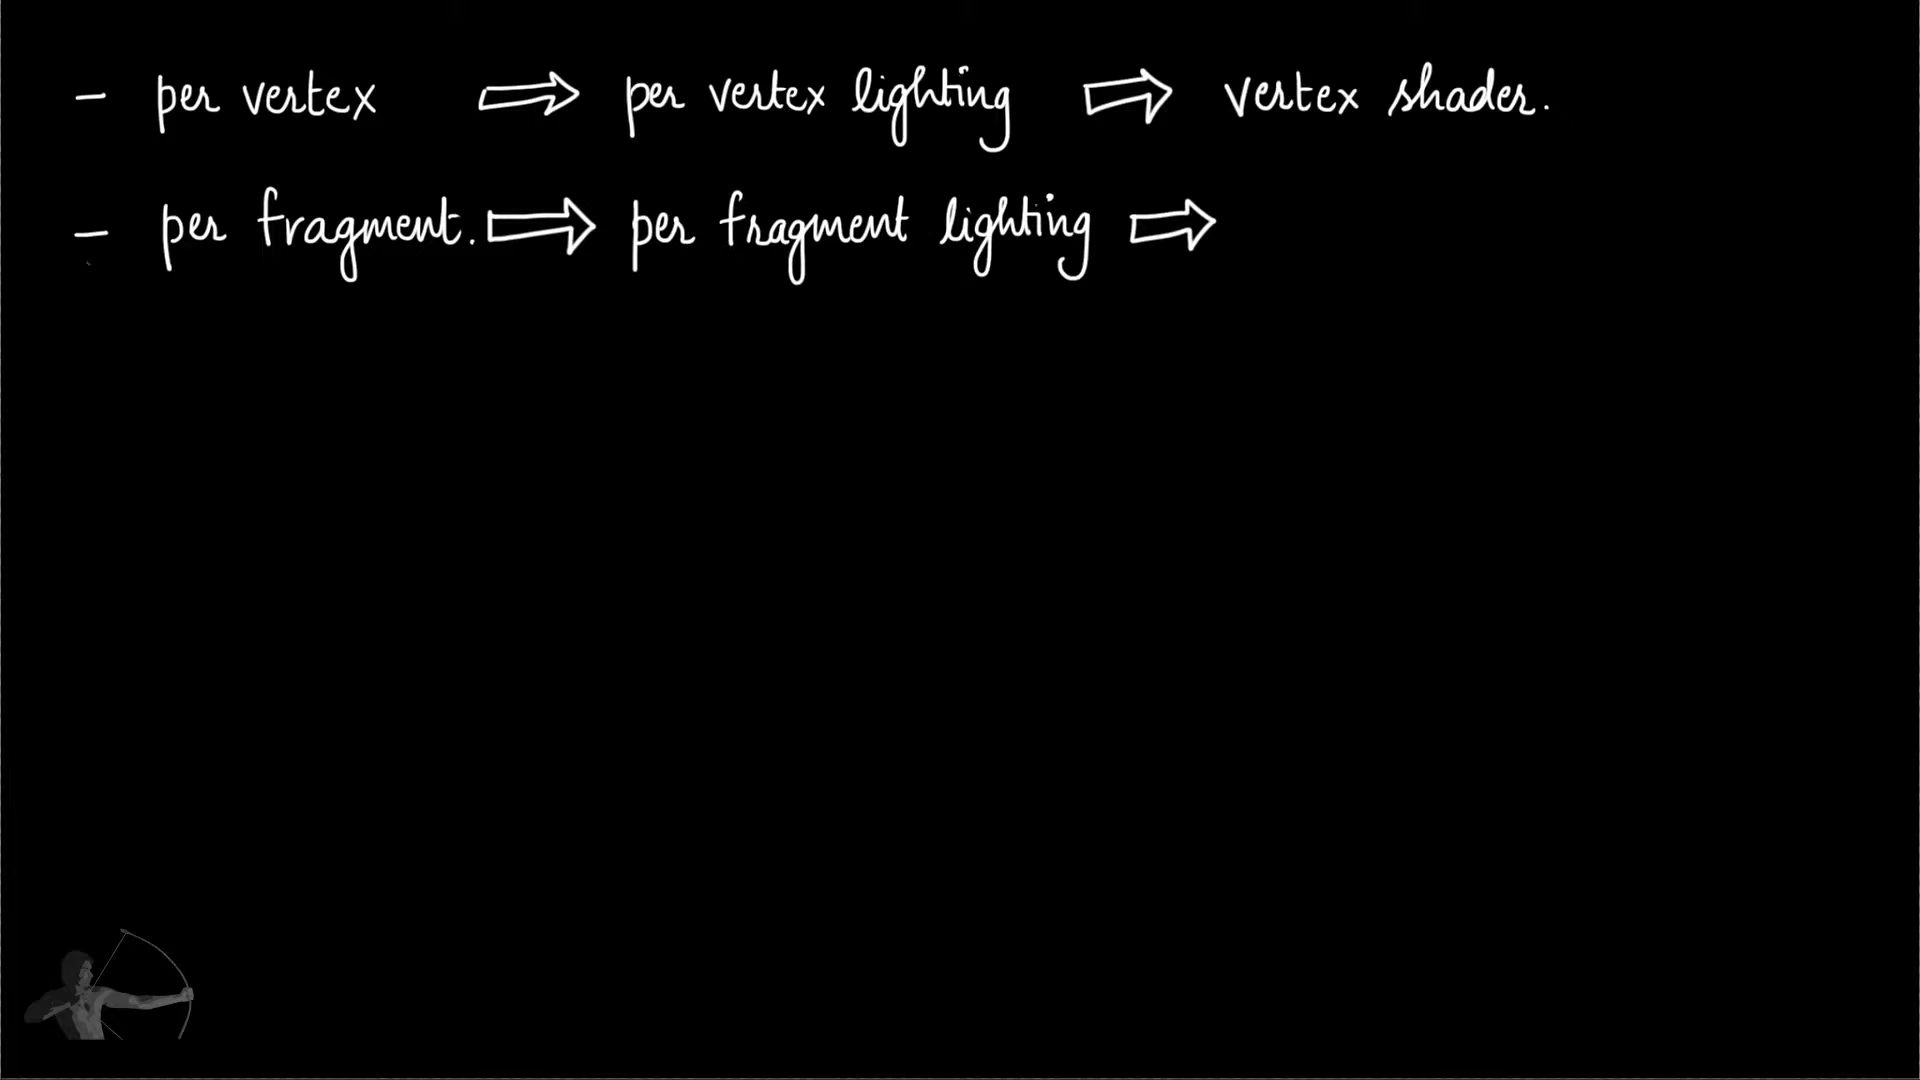 - per vertex ⇒ per vertex lighting ⇒ vertex shader.
- per fragment. ⇒ per fragment lighting ⇒